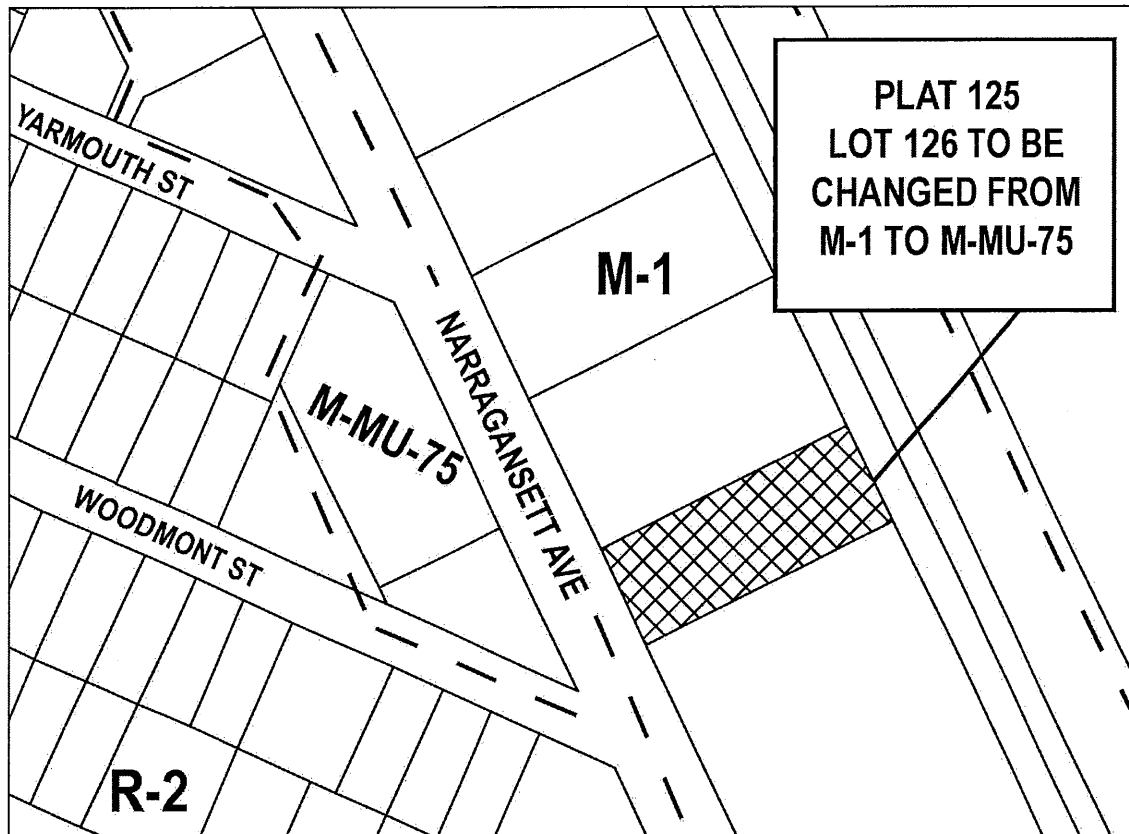 YARMOUTH ST
PLAT 125
LOT 126 TO BE
CHANGED FROM
M-1 TO M-MU-75
M-1
NARRAGANSETT AVE
M-MU-75
WOODMONT ST
R-2